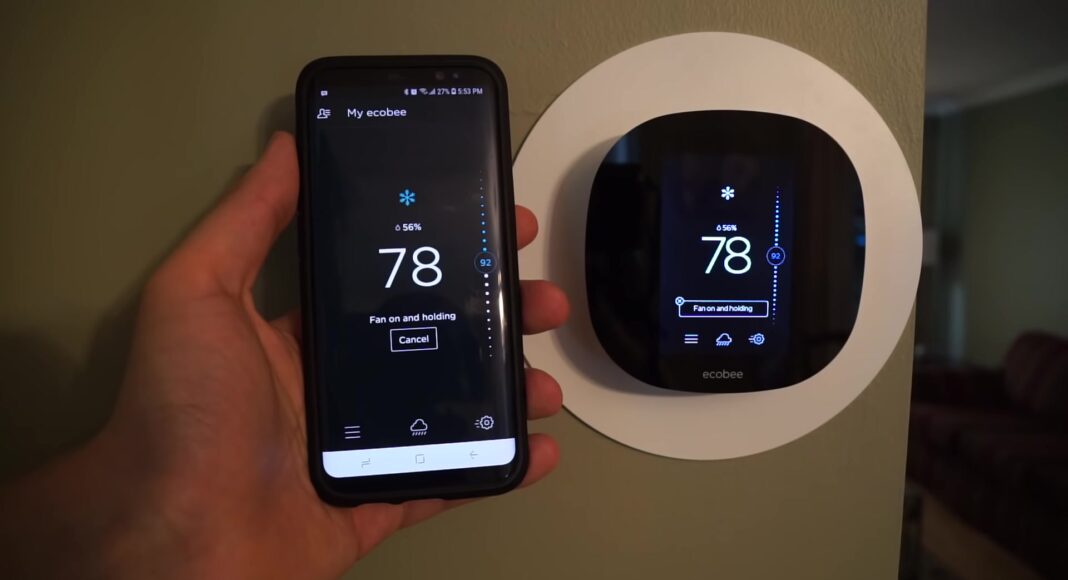 27% 5:53 PM
My ecobee
56%
78
92
Fan on and holding
Cancel
56%
78
92
Fan on and holding
ecobee